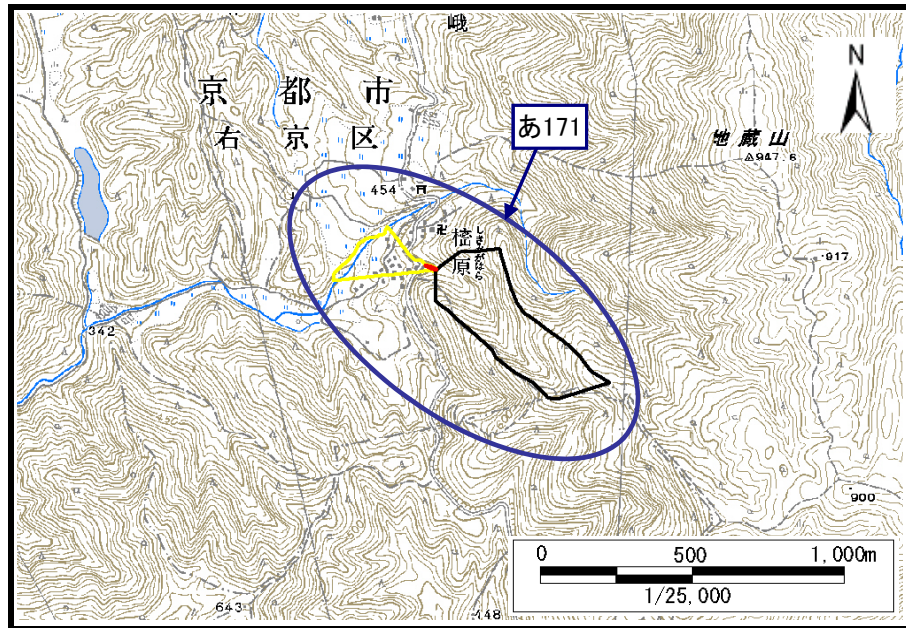 峨
京都市
右京区
あ171
N
地蔵山
△947.6
454
樒原
しきみがはら
・917
342
900
643
448
0 500 1,000m
1/25,000